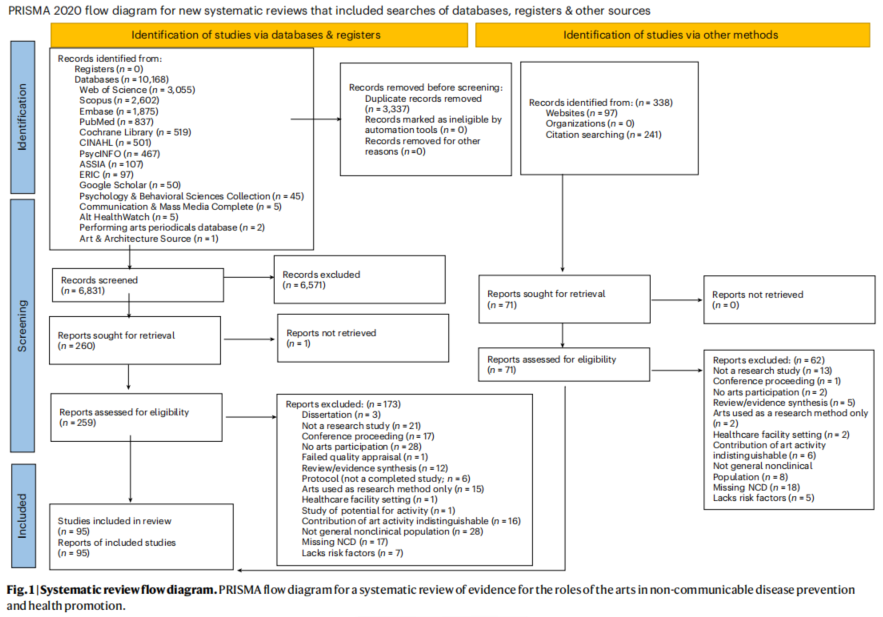 PRISMA 2020 flow diagram for new systematic reviews that included searches of databases, registers & other sources
Identification of studies via databases & registers
Identification of studies via other methods
Identification
Records identified from:
Registers (n = 0)
Databases (n = 10,168)
Web of Science (n = 3,055)
Scopus (n = 2,602)
Embase (n = 1,875)
PubMed (n = 837)
Cochrane Library (n = 519)
CINAHL (n = 501)
PsycINFO (n = 467)
ASSIA (n = 107)
ERIC (n = 97)
Google Scholar (n = 50)
Psychology & Behavioral Sciences Collection (n = 45)
Communication & Mass Media Complete (n = 5)
Alt HealthWatch (n = 5)
Performing arts periodicals database (n = 2)
Art & Architecture Source (n = 1)
Records removed before screening:
Duplicate records removed
(n = 3,337)
Records marked as ineligible by
automation tools (n = 0)
Records removed for other
reasons (n =0)
Records identified from: (n = 338)
Websites (n = 97)
Organizations (n = 0)
Citation searching (n = 241)
Screening
Records screened
(n = 6,831)
Records excluded
(n = 6,571)
Reports sought for retrieval
(n = 260)
Reports not retrieved
(n = 1)
Reports assessed for eligibility
(n = 259)
Reports excluded: (n = 173)
Dissertation (n = 3)
Not a research study (n = 21)
Conference proceeding (n = 17)
No arts participation (n = 28)
Failed quality appraisal (n = 1)
Review/evidence synthesis (n = 12)
Protocol (not a completed study; n = 6)
Arts used as research method only (n = 15)
Healthcare facility setting (n = 1)
Study of potential for activity (n = 1)
Contribution of art activity indistinguishable (n = 16)
Not general nonclinical population (n = 28)
Missing NCD (n = 17)
Lacks risk factors (n = 7)
Reports sought for retrieval
(n = 71)
Reports not retrieved
(n = 0)
Reports assessed for eligibility
(n = 71)
Reports excluded: (n = 62)
Not a research study (n = 13)
Conference proceeding (n = 1)
No arts participation (n = 2)
Review/evidence synthesis (n = 5)
Arts used as a research method only
(n = 2)
Healthcare facility setting (n = 2)
Contribution of art activity
indistinguishable (n = 6)
Not general nonclinical
Population (n = 8)
Missing NCD (n = 18)
Lacks risk factors (n = 5)
Included
Studies included in review
(n = 95)
Reports of included studies
(n = 95)
Fig. 1 | Systematic review flow diagram. PRISMA flow diagram for a systematic review of evidence for the roles of the arts in non-communicable disease prevention
and health promotion.